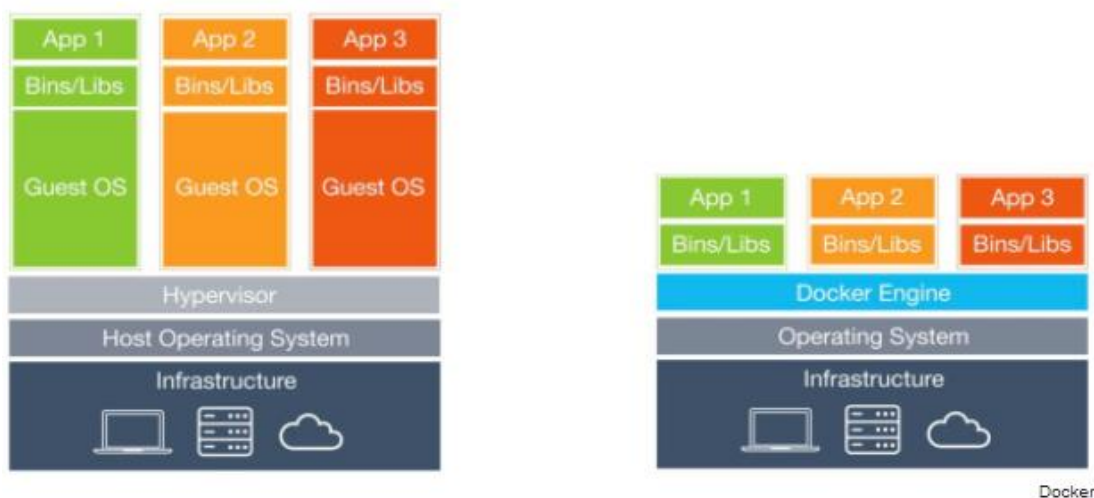 App 1
App 2
App 3
Bins/Libs
Bins/Libs
Bins/Libs
Guest OS
Guest OS
Guest OS
Hypervisor
Host Operating System
Infrastructure
App 1
App 2
App 3
Bins/Libs
Bins/Libs
Bins/Libs
Docker Engine
Operating System
Infrastructure
Docker